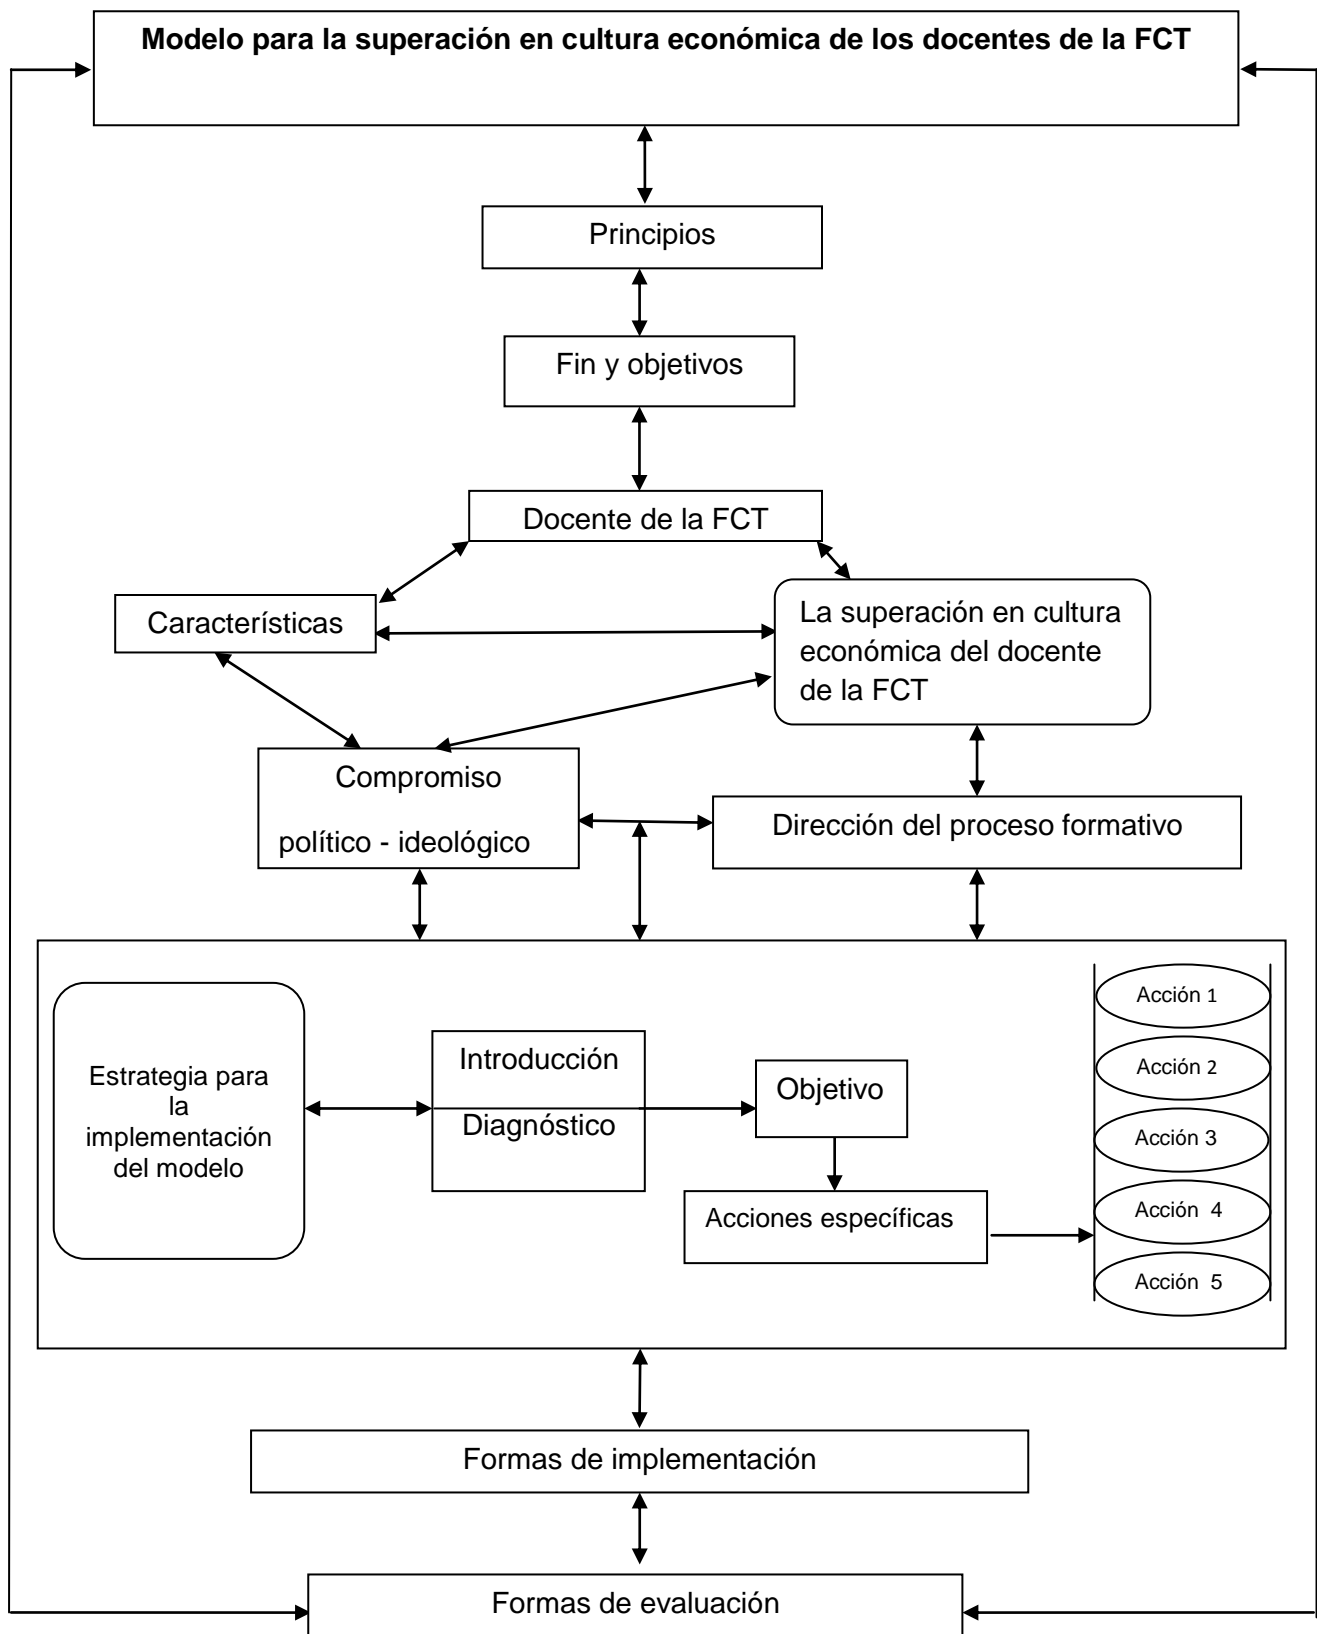 Modelo para la superación en cultura económica de los docentes de la FCT
Principios
Fin y objetivos
Docente de la FCT
Características
La superación en cultura
económica del docente
de la FCT
Compromiso
político - ideológico
Dirección del proceso formativo
Estrategia para
la
implementación
del modelo
Introducción
Diagnóstico
Objetivo
Acciones específicas
Acción 1
Acción 2
Acción 3
Acción 4
Acción 5
Formas de implementación
Formas de evaluación